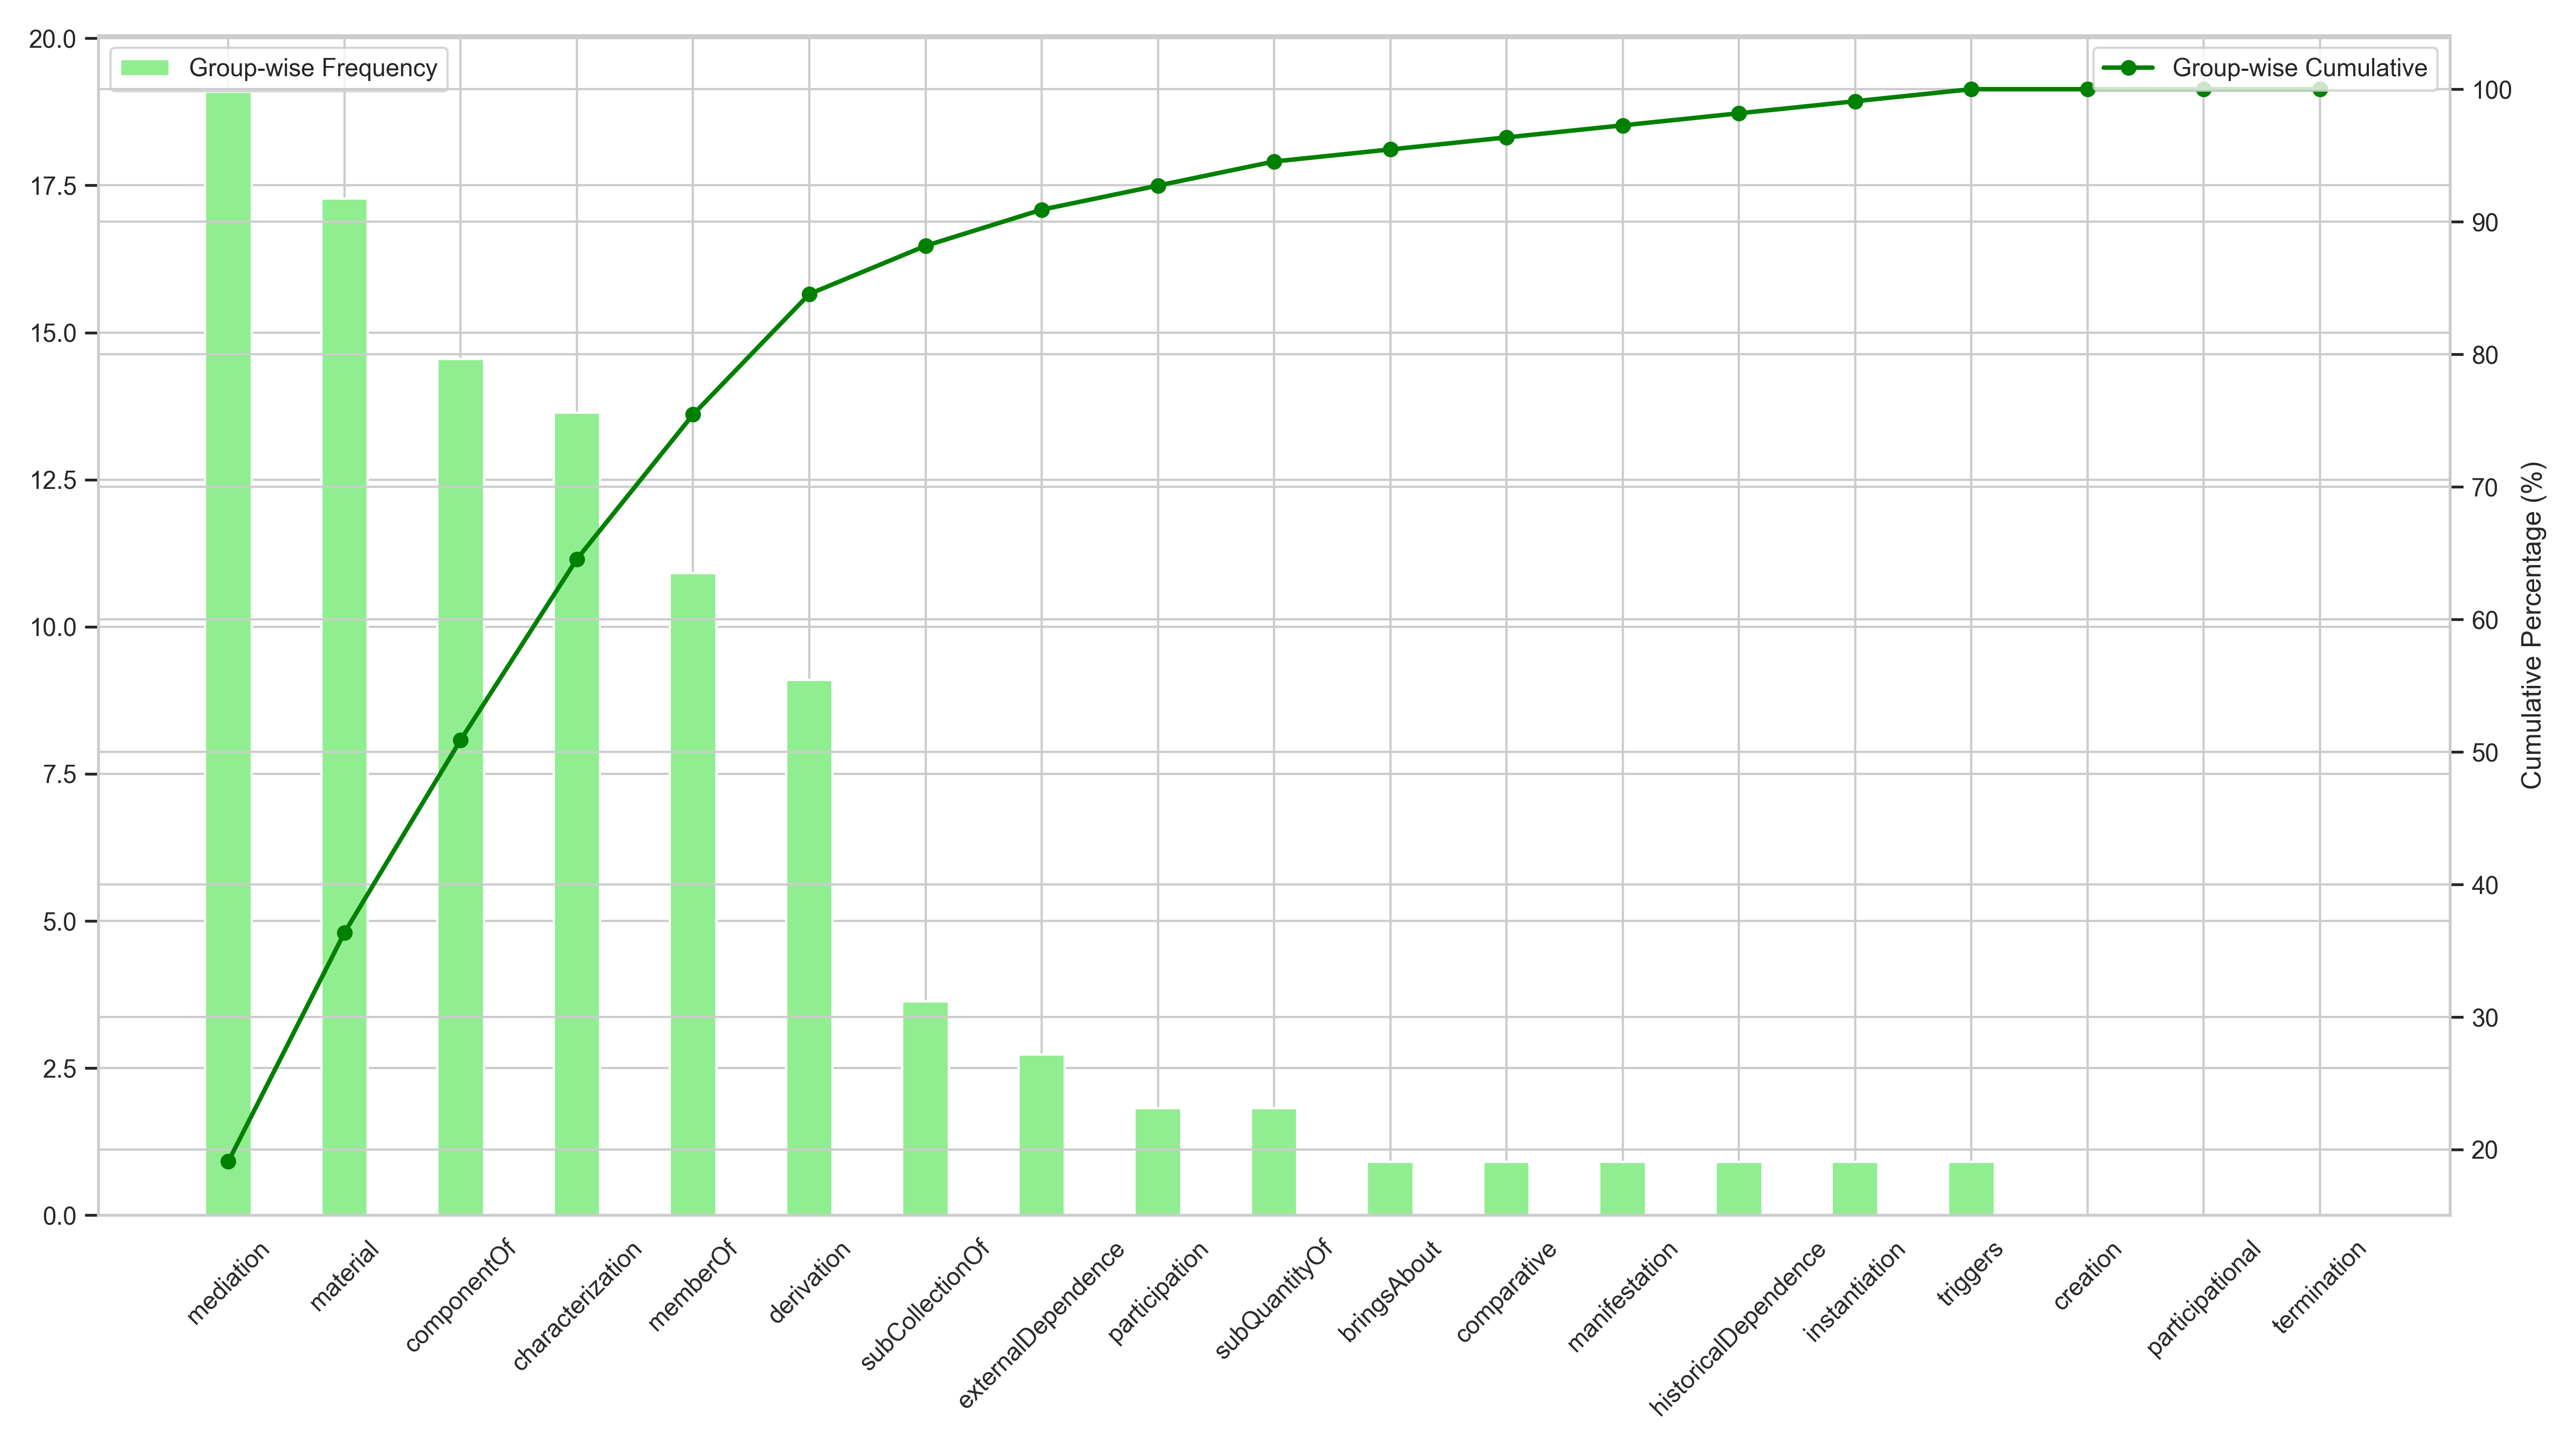 20.0
17.5
15.0
12.5
10.0
7.5
5.0
2.5
0.0
Group-wise Frequency
Group-wise Cumulative
100
90
80
70
60
50
40
30
20
Cumulative Percentage (%)
mediation
material
componentOf
characterization
memberOf
derivation
subCollectionOf
externalDependence
participation
subQuantityOf
bringsAbout
comparative
manifestation
historicalDependence
instantiation
triggers
creation
participational
termination